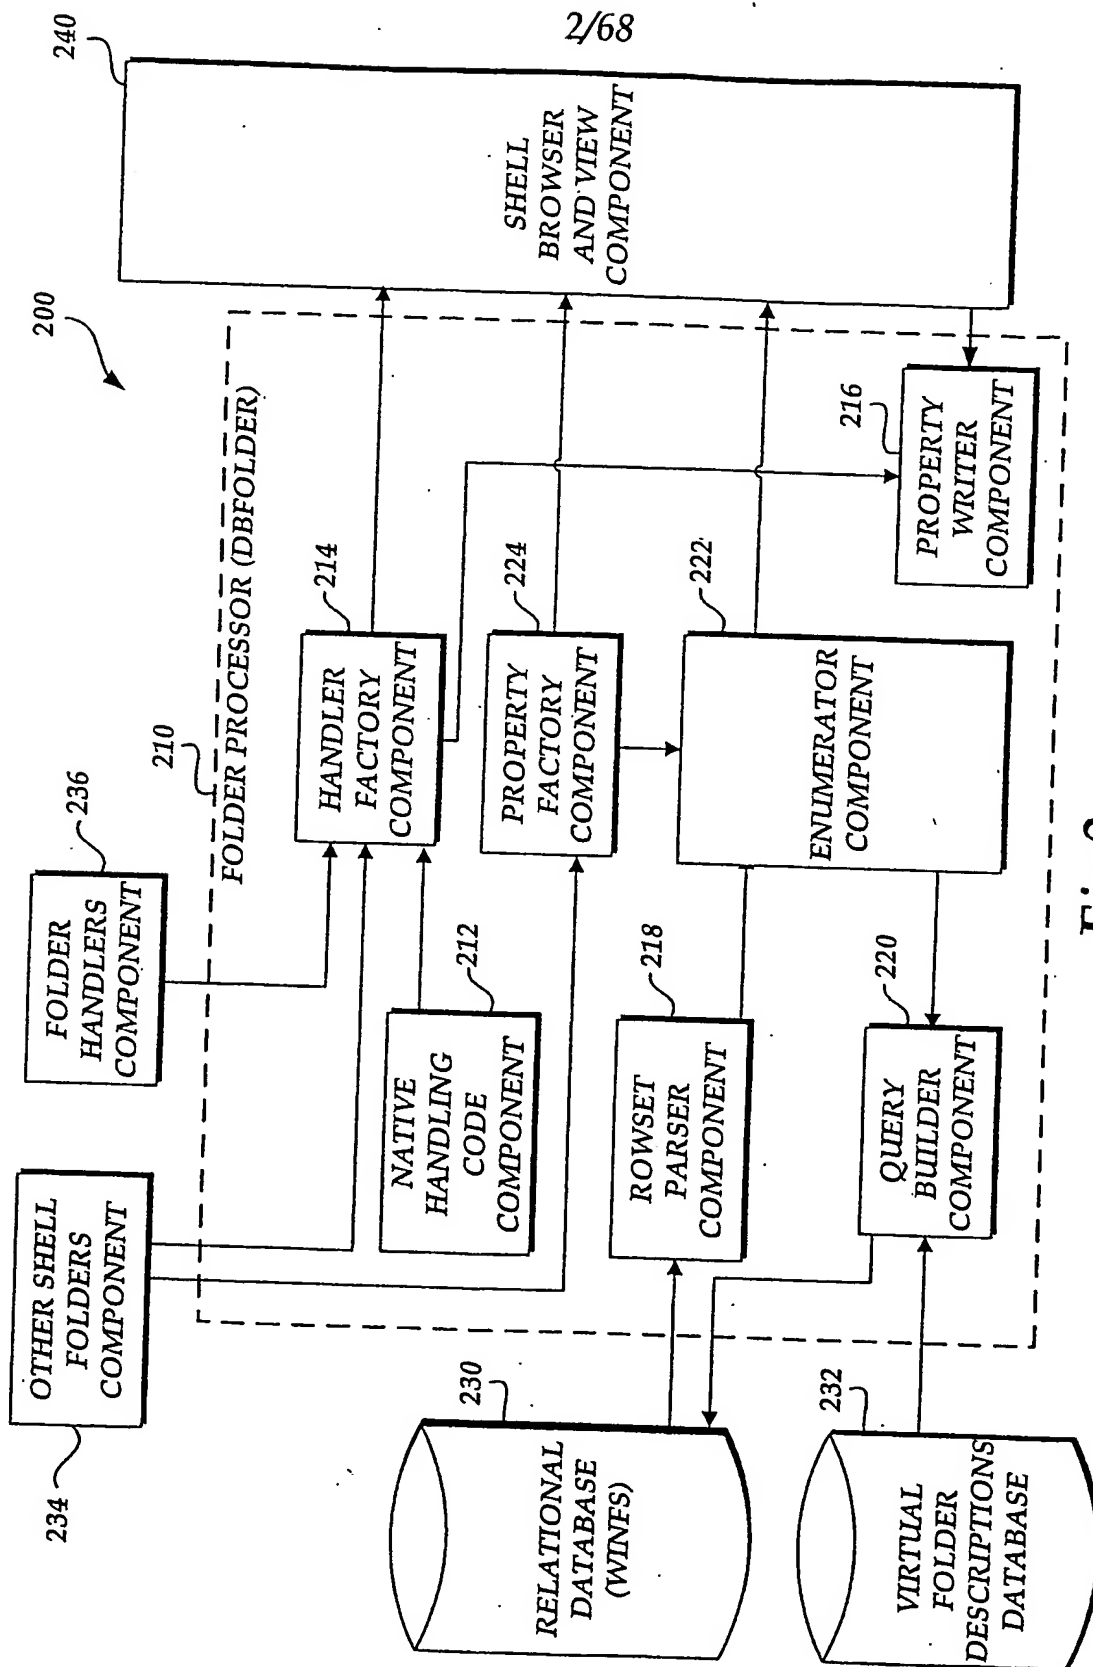 2/68
200
240
SHELL
BROWSER
AND VIEW
COMPONENT
210
FOLDER PROCESSOR (DBFOLDER)
236
FOLDER
HANDLERS
COMPONENT
234
OTHER SHELL
FOLDERS
COMPONENT
214
HANDLER
FACTORY
COMPONENT
212
NATIVE
HANDLING
CODE
COMPONENT
224
PROPERTY
FACTORY
COMPONENT
216
PROPERTY
WRITER
COMPONENT
222
ENUMERATOR
COMPONENT
218
ROWSET
PARSER
COMPONENT
220
QUERY
BUILDER
COMPONENT
230
RELATIONAL
DATABASE
(WINFS)
232
VIRTUAL
FOLDER
DESCRIPTIONS
DATABASE